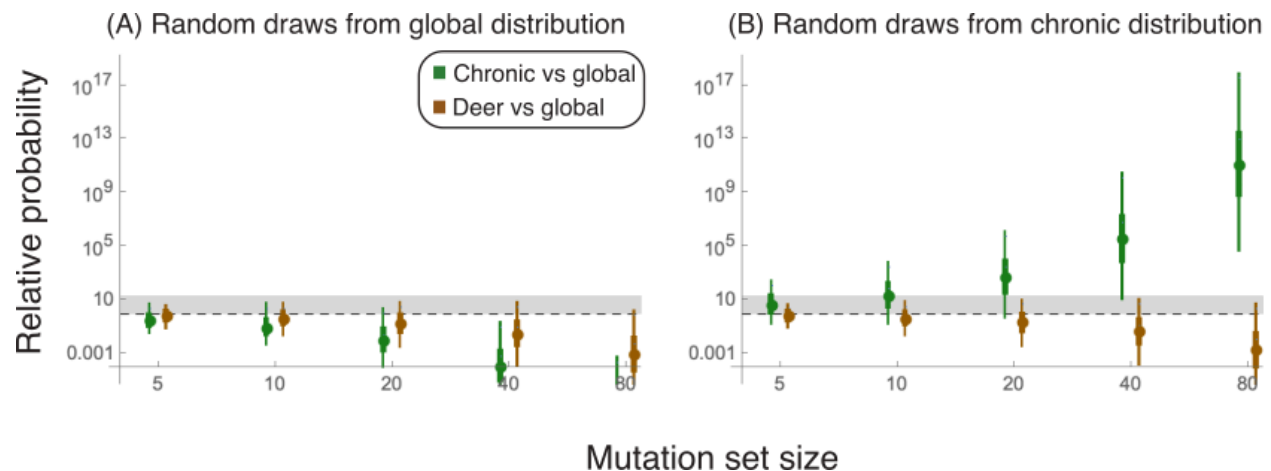 (A) Random draws from global distribution
(B) Random draws from chronic distribution
Relative probability
10^17
10^13
10^9
10^5
10
0.001
Chronic vs global
Deer vs global
5 10 20 40 80
10^17
10^13
10^9
10^5
10
0.001
5 10 20 40 80
Mutation set size